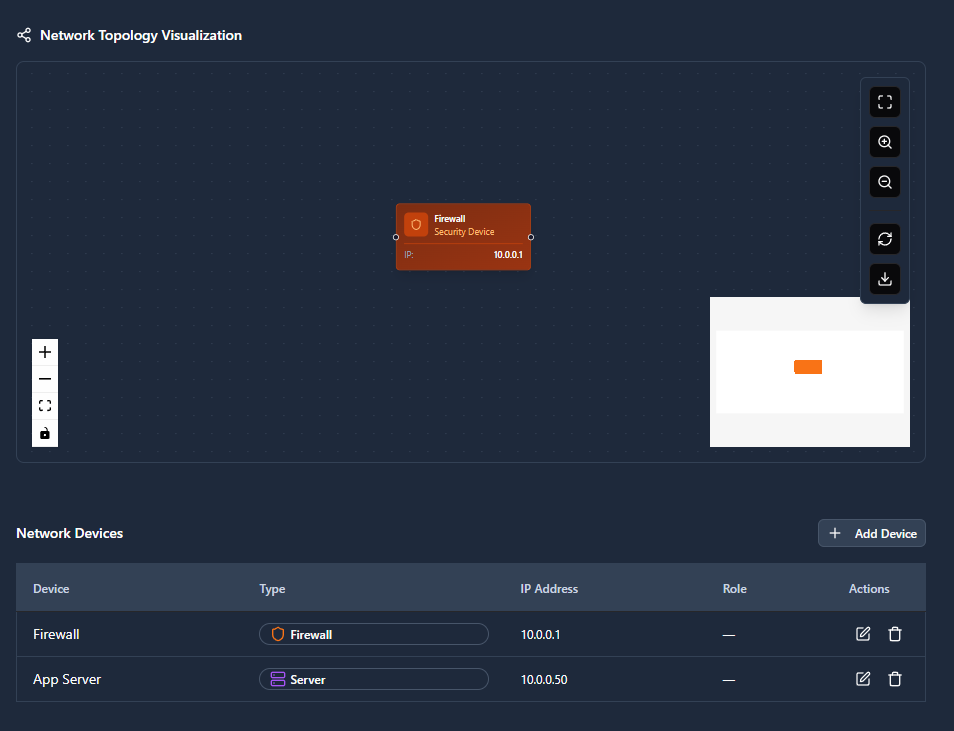 Network Topology Visualization
Firewall
Security Device
IP: 10.0.0.1
Network Devices
Add Device
Device Type IP Address Role Actions
Firewall Firewall 10.0.0.1 —
App Server Server 10.0.0.50 —